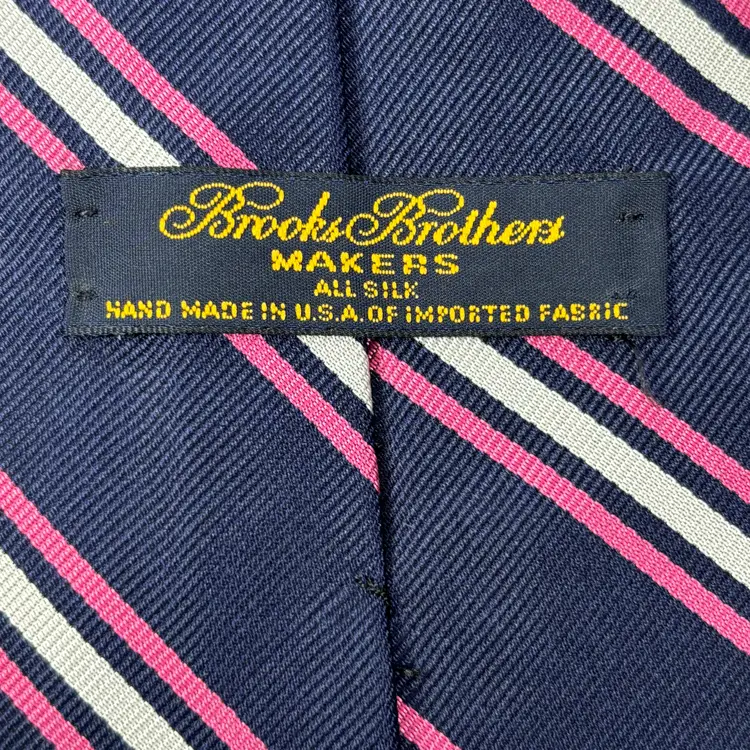 Brooks Brothers
MAKERS
ALL SILK
HAND MADE IN U.S.A. OF IMPORTED FABRIC